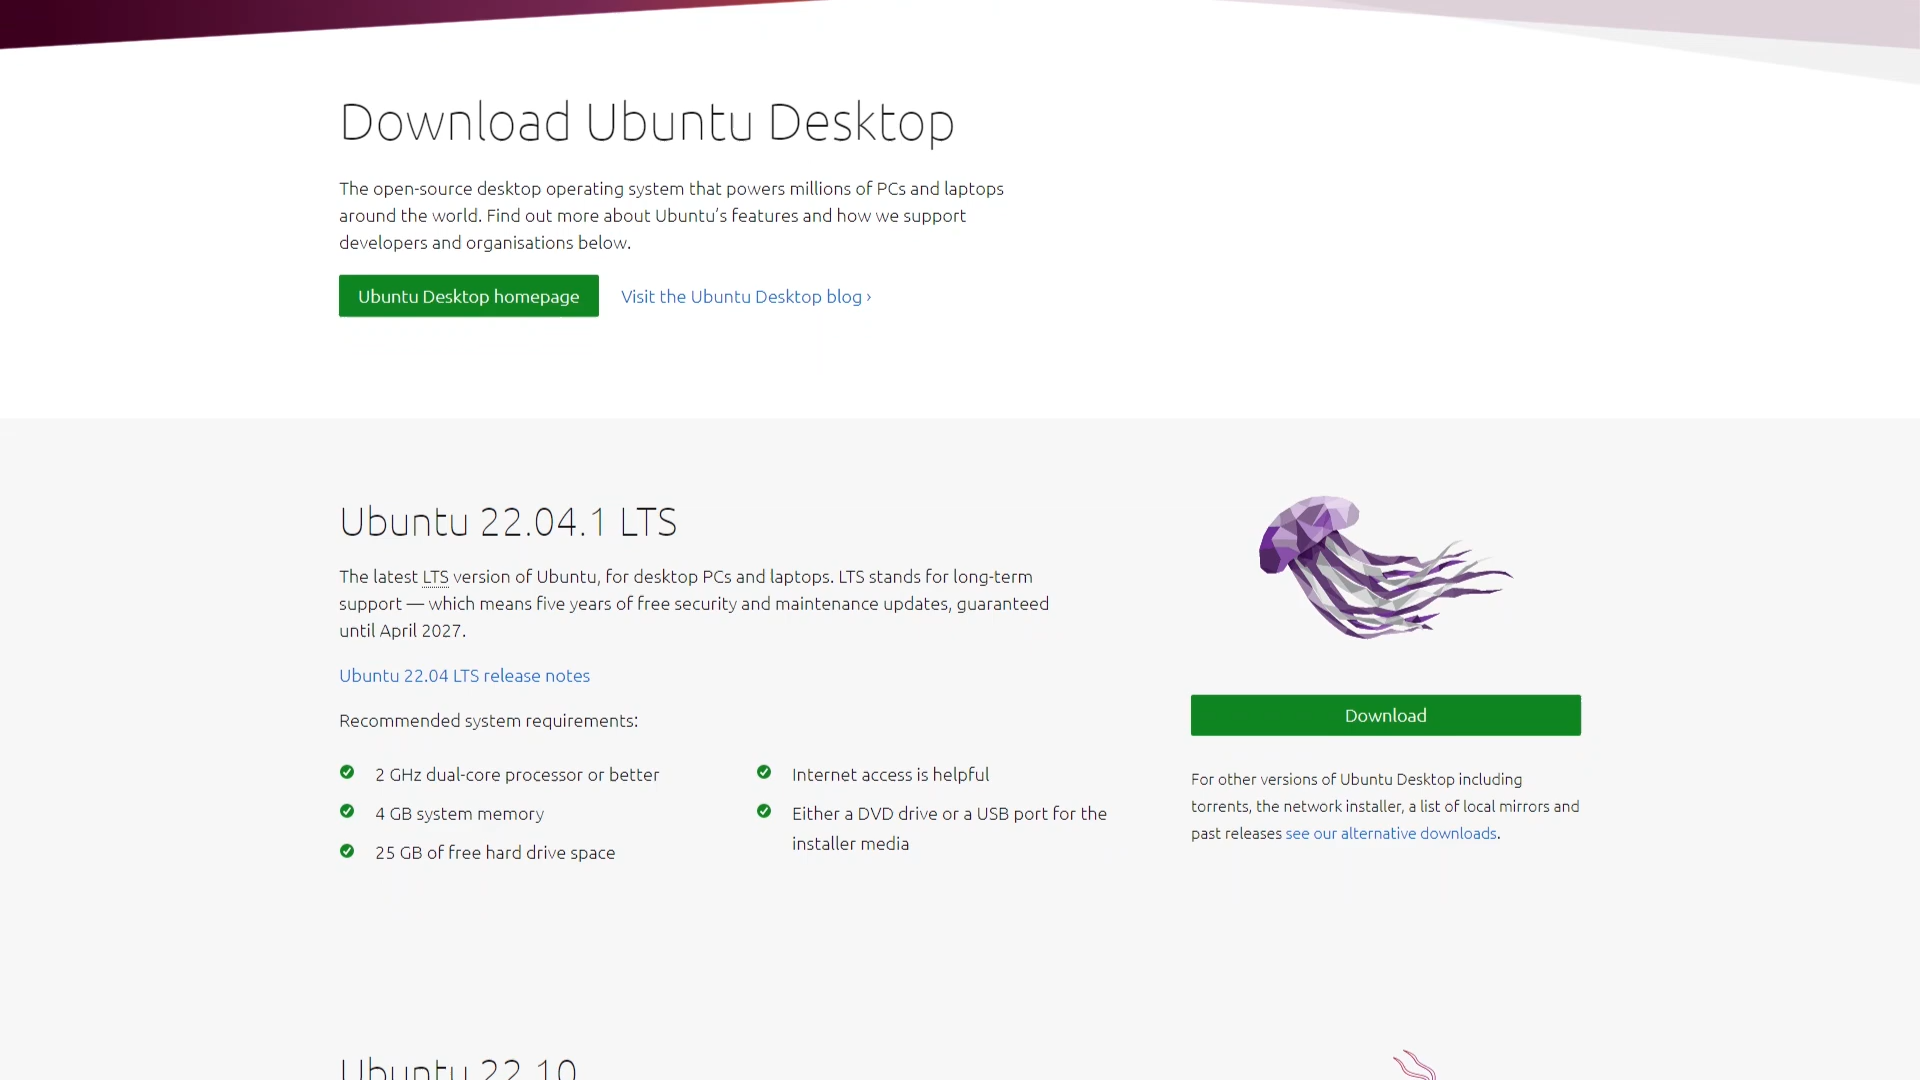 Download Ubuntu Desktop
The open-source desktop operating system that powers millions of PCs and laptops
around the world. Find out more about Ubuntu’s features and how we support
developers and organisations below.
Ubuntu Desktop homepage
Visit the Ubuntu Desktop blog ›
Ubuntu 22.04.1 LTS
The latest LTS version of Ubuntu, for desktop PCs and laptops. LTS stands for long-term
support — which means five years of free security and maintenance updates, guaranteed
until April 2027.
Ubuntu 22.04 LTS release notes
Recommended system requirements:
2 GHz dual-core processor or better
4 GB system memory
25 GB of free hard drive space
Internet access is helpful
Either a DVD drive or a USB port for the
installer media
Download
For other versions of Ubuntu Desktop including
torrents, the network installer, a list of local mirrors and
past releases see our alternative downloads.
Ubuntu 22.10